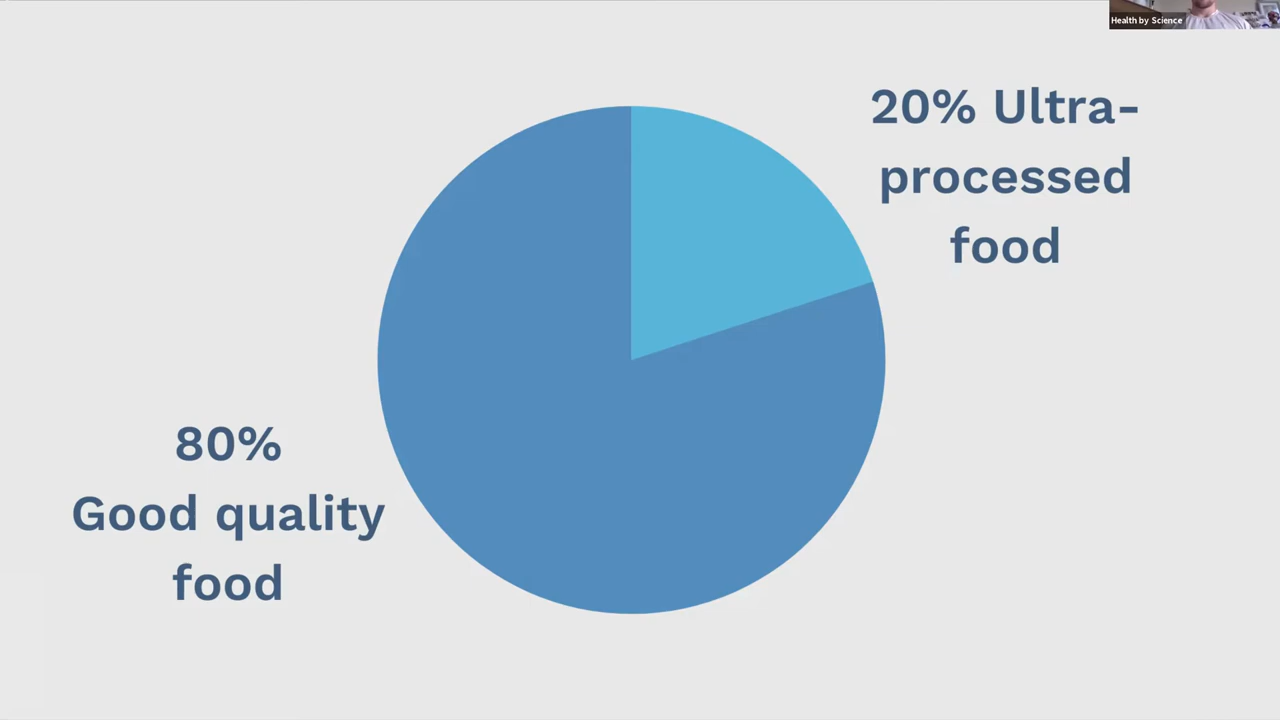 Health by Science
20% Ultra-
processed
food
80%
Good quality
food